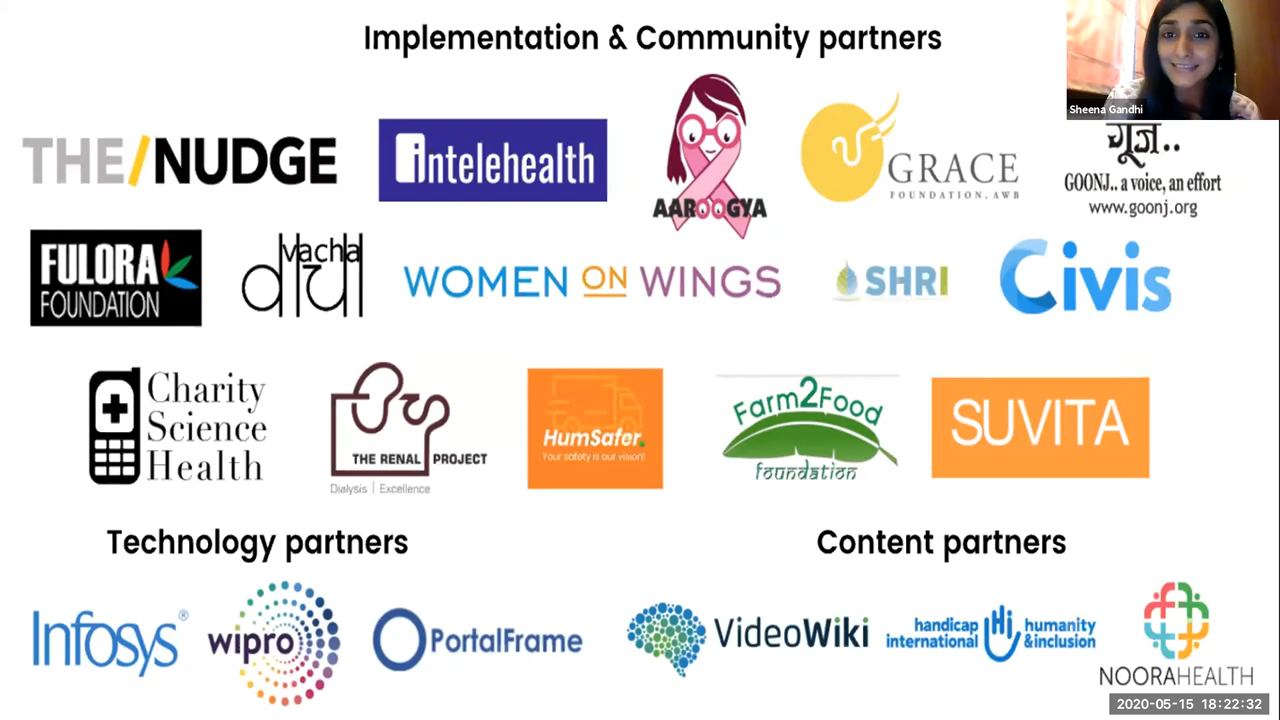 Implementation & Community partners
Sheena Gandhi
THE/NUDGE
intelehealth
AAROOGYA
GRACE
FOUNDATION, AWB
गूंज..
GOONJ.. a voice, an effort
www.goonj.org
FULORA
FOUNDATION
vacha
वाचा
WOMEN ON WINGS
SHRI
Civis
Charity
Science
Health
THE RENAL PROJECT
Dialysis | Excellence
HumSafer.
Your safety is our vision!
Farm2Food
foundation
SUVITA
Technology partners
Content partners
Infosys®
wipro
PortalFrame
VideoWiki
handicap
international
Hi
humanity
&inclusion
NOORAHEALTH
2020-05-15 18:22:32